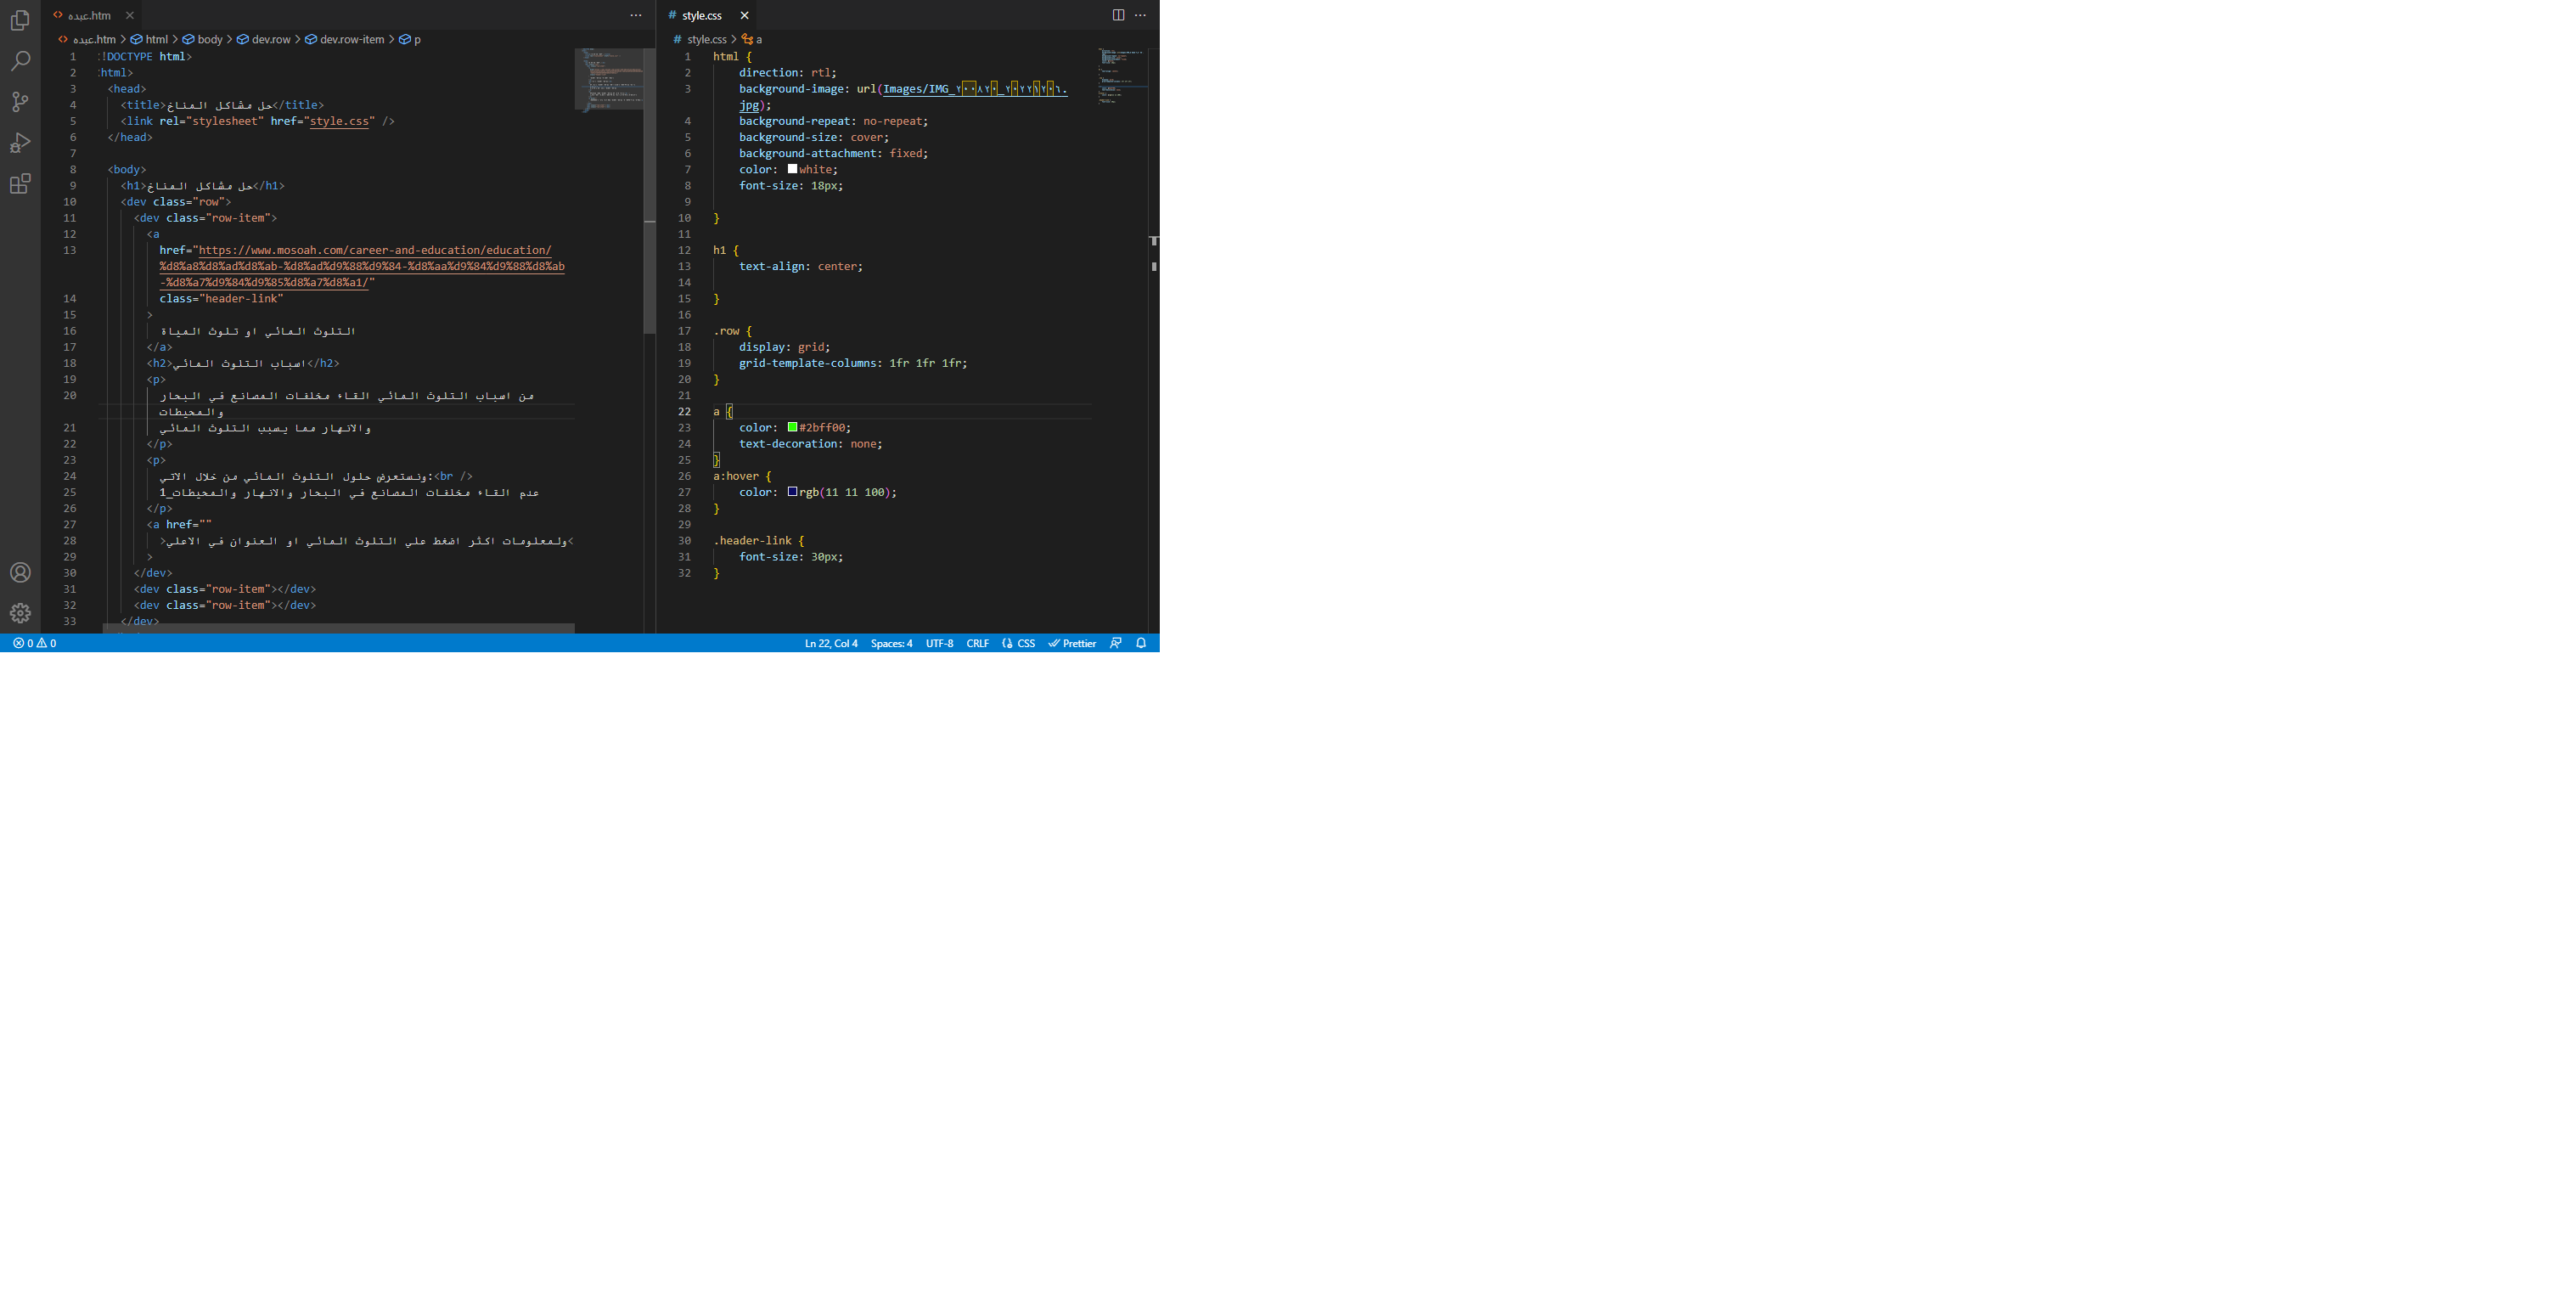 عبده.htm
عبده.htm > html > body > dev.row > dev.row-item > p
1 <!DOCTYPE html>
2 <html>
3 <head>
4 <title>حل مشاكل المناخ</title>
5 <link rel="stylesheet" href="style.css" />
6 </head>
7
8 <body>
9 <h1>حل مشاكل المناخ</h1>
10 <dev class="row">
11 <dev class="row-item">
12 <a
13 href="https://www.mosoah.com/career-and-education/education/
%d8%a8%d8%ad%d8%ab-%d8%ad%d9%88%d9%84-%d8%aa%d9%84%d9%88%d8%ab
-%d8%a7%d9%84%d9%85%d8%a7%d8%a1/"
14 class="header-link"
15 >
16 التلوث المائي او تلوث المياة
17 </a>
18 <h2>اسباب التلوث المائي</h2>
19 <p>
20 من اسباب التلوث المائي القاء مخلفات المصانع في البحار
والمحيطات
21 والانهار مما يسبب التلوث المائي
22 </p>
23 <p>
24 ونستعرض حلول التلوث المائي من خلال الاتي:<br />
25 1_عدم القاء مخلفات المصانع في البحار والانهار والمحيطات
26 </p>
27 <a href=""
28 >ولمعلومات اكثر اضغط علي التلوث المائي او العنوان في الاعلي<
29 >
30 </dev>
31 <dev class="row-item"></dev>
32 <dev class="row-item"></dev>
33 </dev>
style.css
style.css > a
1 html {
2 direction: rtl;
3 background-image: url(Images/IMG_
jpg);
4 background-repeat: no-repeat;
5 background-size: cover;
6 background-attachment: fixed;
7 color: white;
8 font-size: 18px;
9
10 }
11
12 h1 {
13 text-align: center;
14
15 }
16
17 .row {
18 display: grid;
19 grid-template-columns: 1fr 1fr 1fr;
20 }
21
22 a {
23 color: #2bff00;
24 text-decoration: none;
25 }
26 a:hover {
27 color: rgb(11 11 100);
28 }
29
30 .header-link {
31 font-size: 30px;
32 }
0 0 Ln 22, Col 4 Spaces: 4 UTF-8 CRLF CSS Prettier